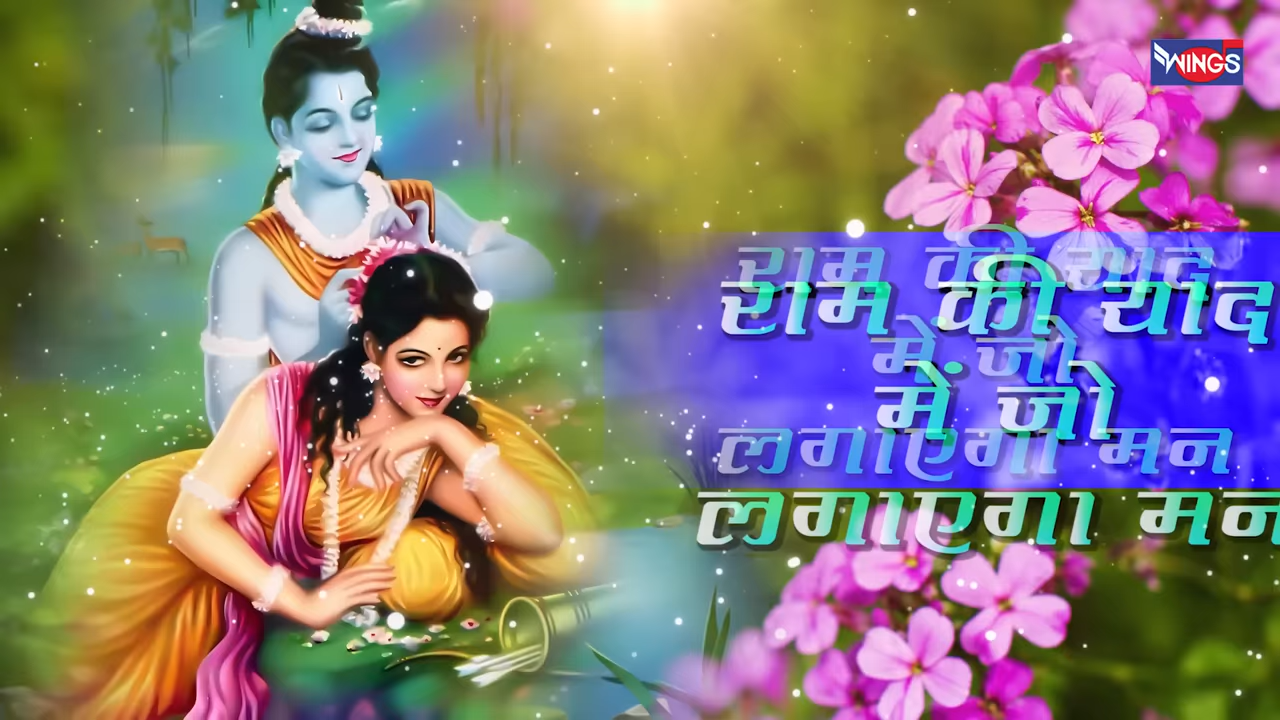 WINGS
राम की याद
राम की याद
में जो
में जो
लगाएगा मन
लगाएगा मन